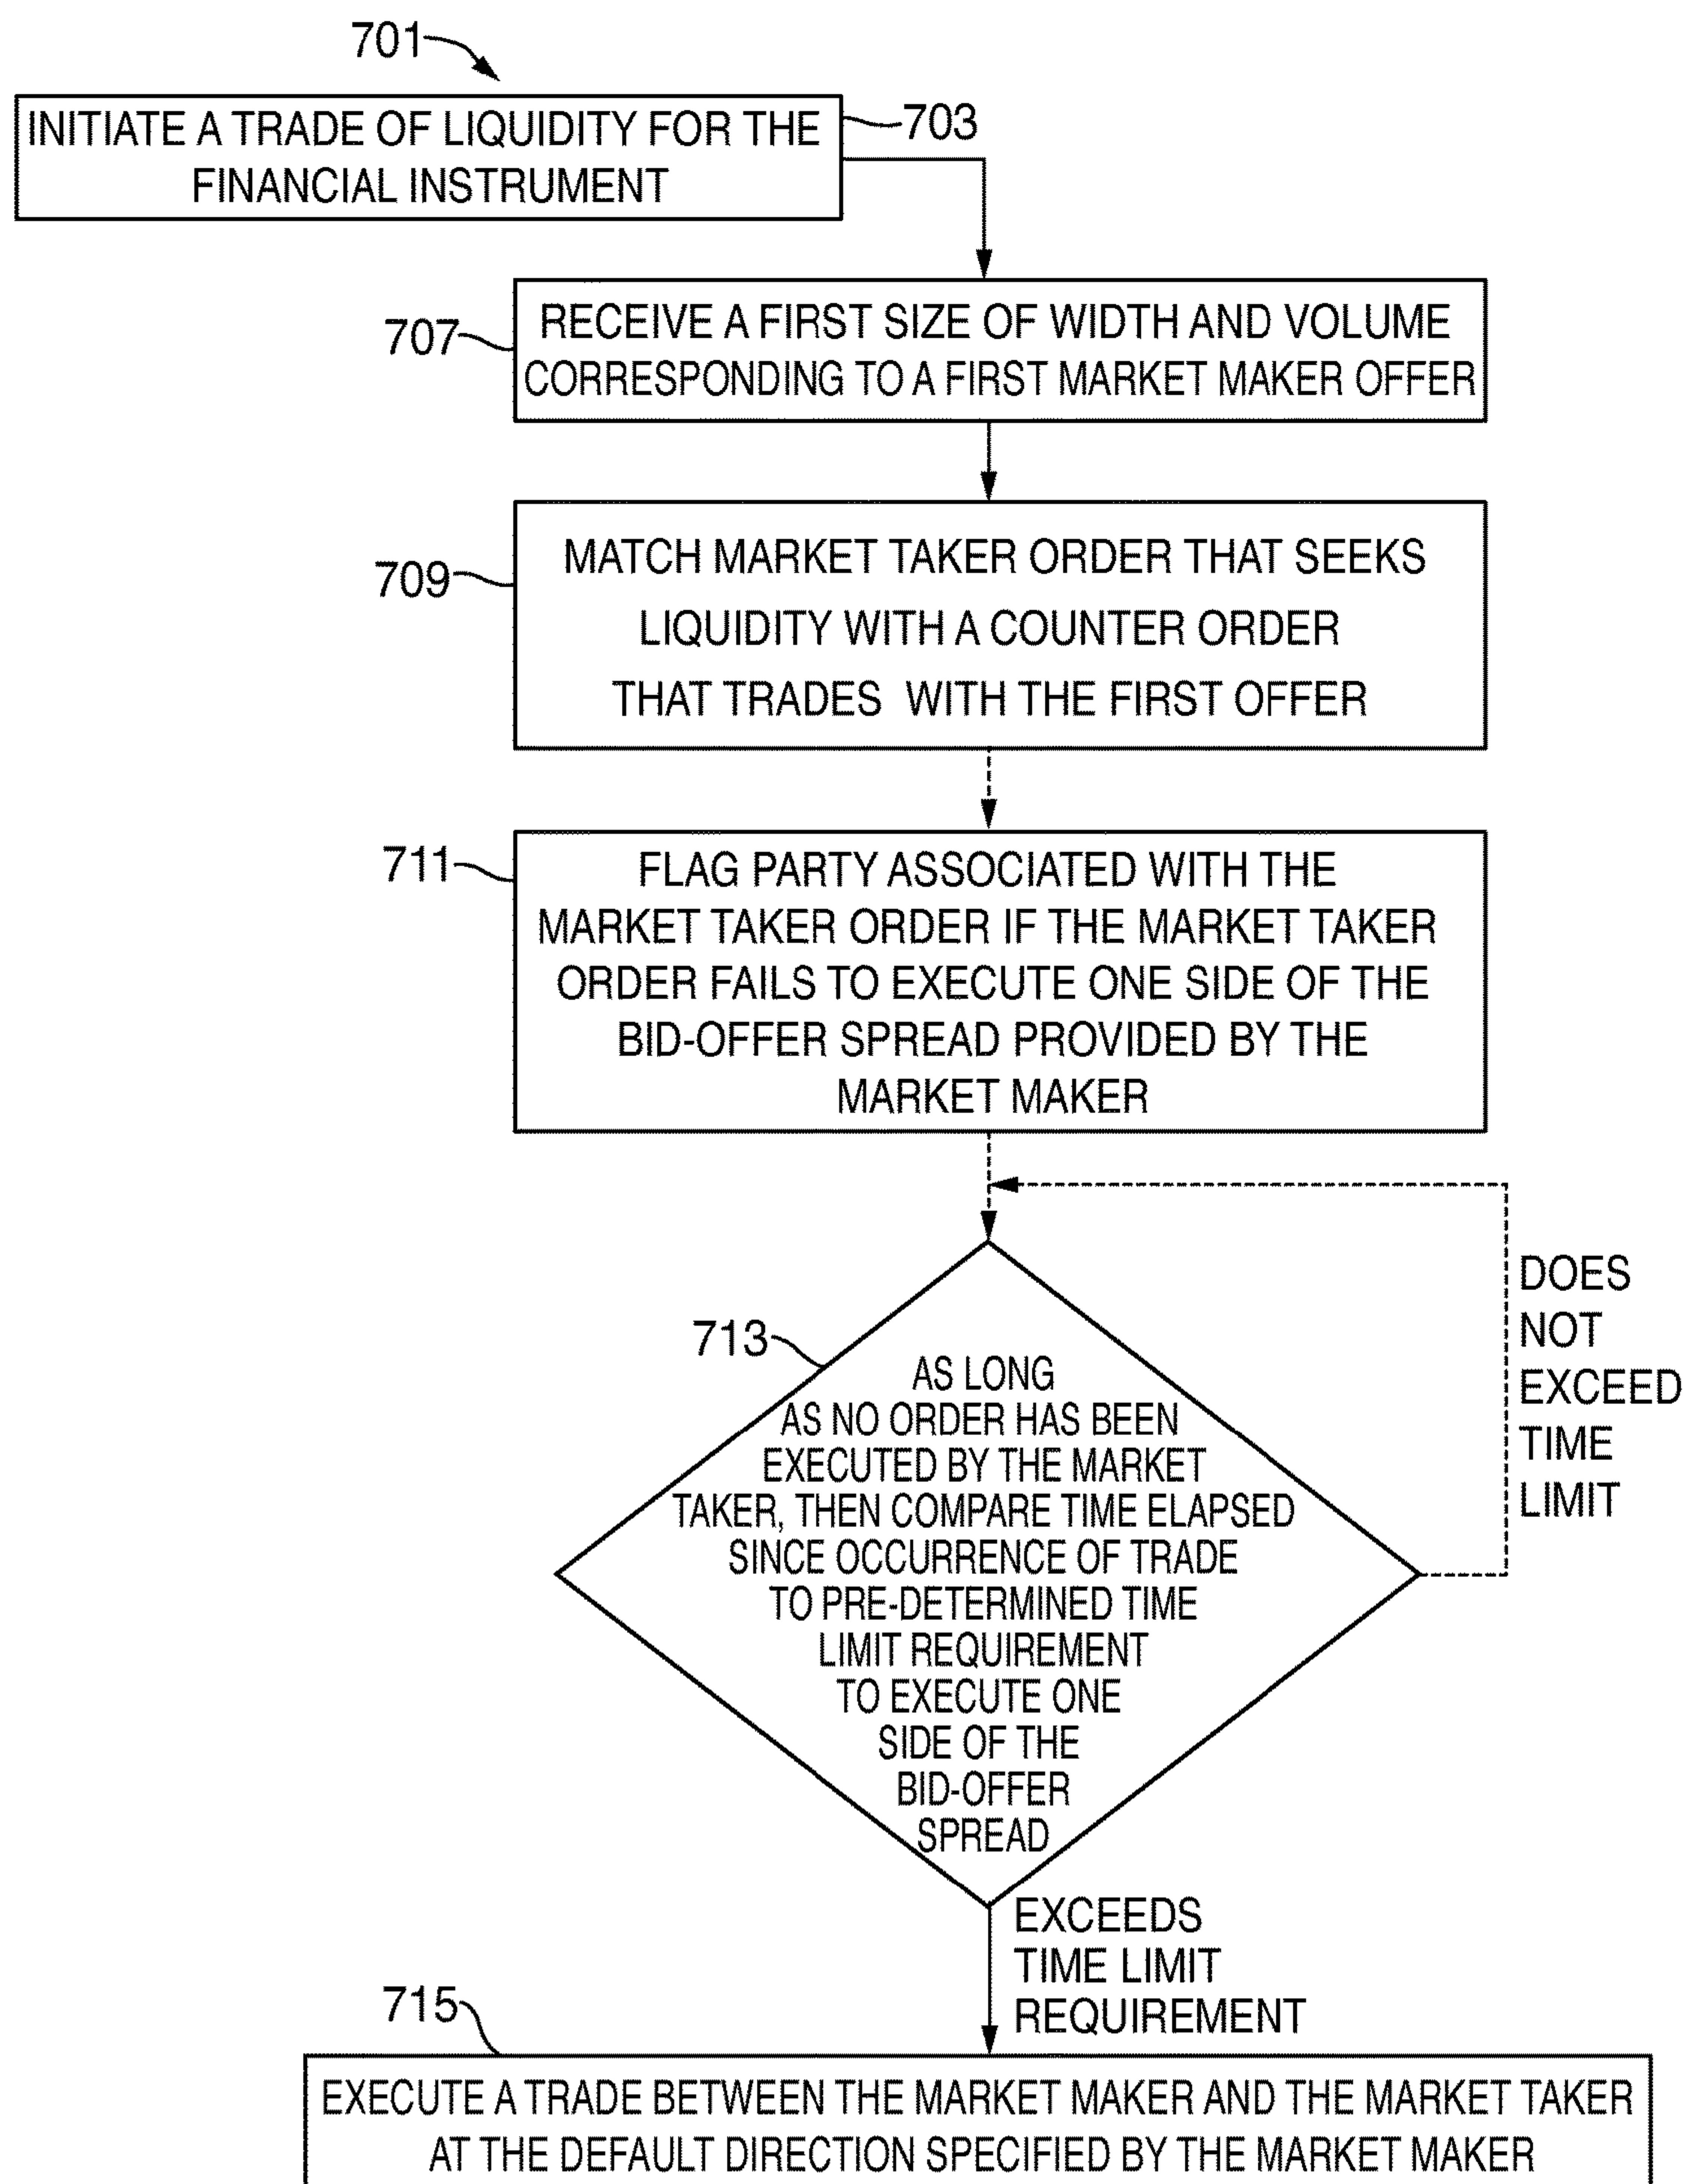 701
INITIATE A TRADE OF LIQUIDITY FOR THE
FINANCIAL INSTRUMENT
703
707
RECEIVE A FIRST SIZE OF WIDTH AND VOLUME
CORRESPONDING TO A FIRST MARKET MAKER OFFER
709
MATCH MARKET TAKER ORDER THAT SEEKS
LIQUIDITY WITH A COUNTER ORDER
THAT TRADES WITH THE FIRST OFFER
711
FLAG PARTY ASSOCIATED WITH THE
MARKET TAKER ORDER IF THE MARKET TAKER
ORDER FAILS TO EXECUTE ONE SIDE OF THE
BID-OFFER SPREAD PROVIDED BY THE
MARKET MAKER
713
AS LONG
AS NO ORDER HAS BEEN
EXECUTED BY THE MARKET
TAKER, THEN COMPARE TIME ELAPSED
SINCE OCCURRENCE OF TRADE
TO PRE-DETERMINED TIME
LIMIT REQUIREMENT
TO EXECUTE ONE
SIDE OF THE
BID-OFFER
SPREAD
DOES
NOT
EXCEED
TIME
LIMIT
EXCEEDS
TIME LIMIT
REQUIREMENT
715
EXECUTE A TRADE BETWEEN THE MARKET MAKER AND THE MARKET TAKER
AT THE DEFAULT DIRECTION SPECIFIED BY THE MARKET MAKER